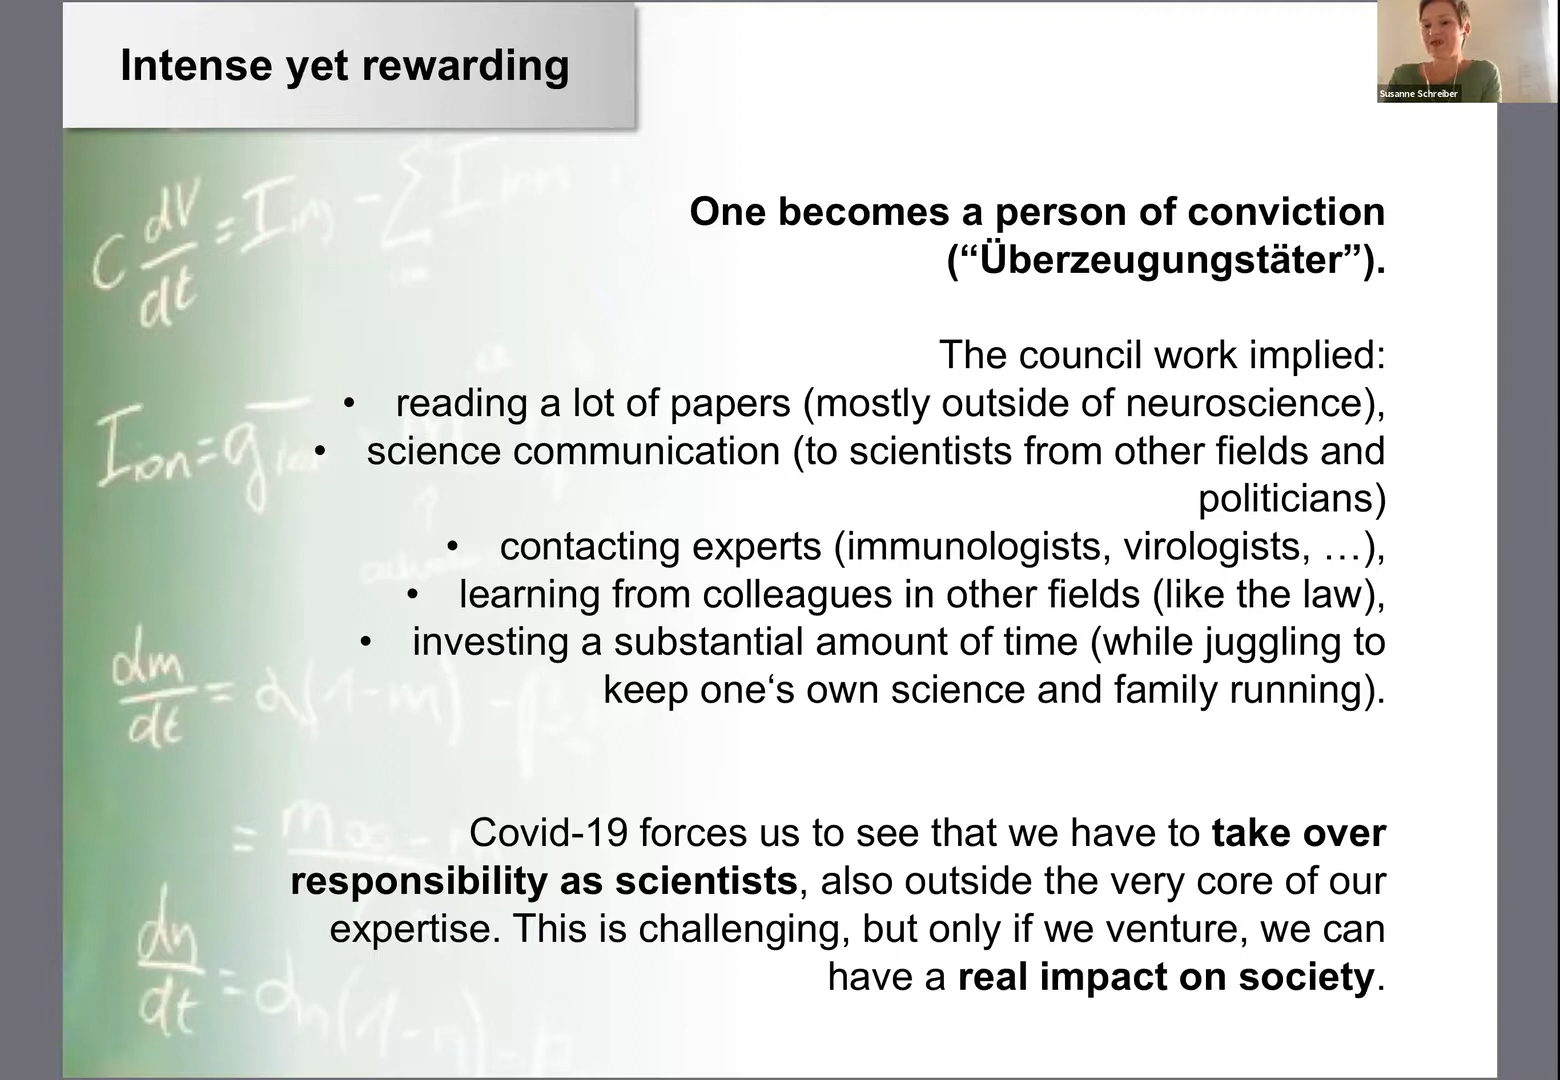 Intense yet rewarding
Susanne Schreiber
One becomes a person of conviction
(“Überzeugungstäter”).
The council work implied:
• reading a lot of papers (mostly outside of neuroscience),
• science communication (to scientists from other fields and
politicians)
• contacting experts (immunologists, virologists, …),
• learning from colleagues in other fields (like the law),
• investing a substantial amount of time (while juggling to
keep one‘s own science and family running).
Covid-19 forces us to see that we have to take over
responsibility as scientists, also outside the very core of our
expertise. This is challenging, but only if we venture, we can
have a real impact on society.
C dV/dt = I_in - ∑ I_ion
I_ion = g
dm/dt = α(1-m) -
= m∞ -
dn/dt = αn(1-n) - β